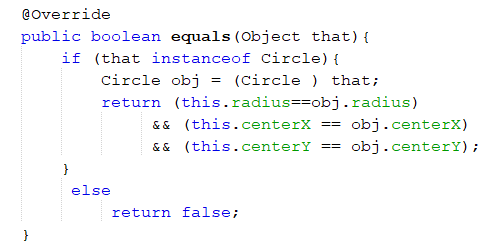 @Override
public boolean equals(Object that){
    if (that instanceof Circle){
        Circle obj = (Circle ) that;
        return (this.radius==obj.radius)
             && (this.centerX == obj.centerX)
             && (this.centerY == obj.centerY);
    }
     else
         return false;
}